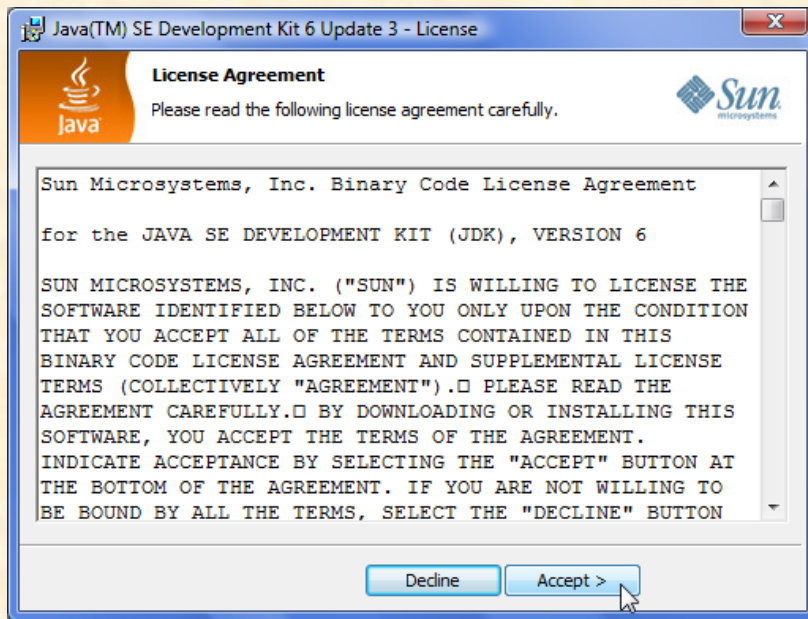 Java(TM) SE Development Kit 6 Update 3 - License
License Agreement
Please read the following license agreement carefully.
Java
Sun
microsystems
Sun Microsystems, Inc. Binary Code License Agreement
for the JAVA SE DEVELOPMENT KIT (JDK), VERSION 6
SUN MICROSYSTEMS, INC. ("SUN") IS WILLING TO LICENSE THE
SOFTWARE IDENTIFIED BELOW TO YOU ONLY UPON THE CONDITION
THAT YOU ACCEPT ALL OF THE TERMS CONTAINED IN THIS
BINARY CODE LICENSE AGREEMENT AND SUPPLEMENTAL LICENSE
TERMS (COLLECTIVELY "AGREEMENT").□ PLEASE READ THE
AGREEMENT CAREFULLY.□ BY DOWNLOADING OR INSTALLING THIS
SOFTWARE, YOU ACCEPT THE TERMS OF THE AGREEMENT.
INDICATE ACCEPTANCE BY SELECTING THE "ACCEPT" BUTTON AT
THE BOTTOM OF THE AGREEMENT. IF YOU ARE NOT WILLING TO
BE BOUND BY ALL THE TERMS, SELECT THE "DECLINE" BUTTON
Decline
Accept >